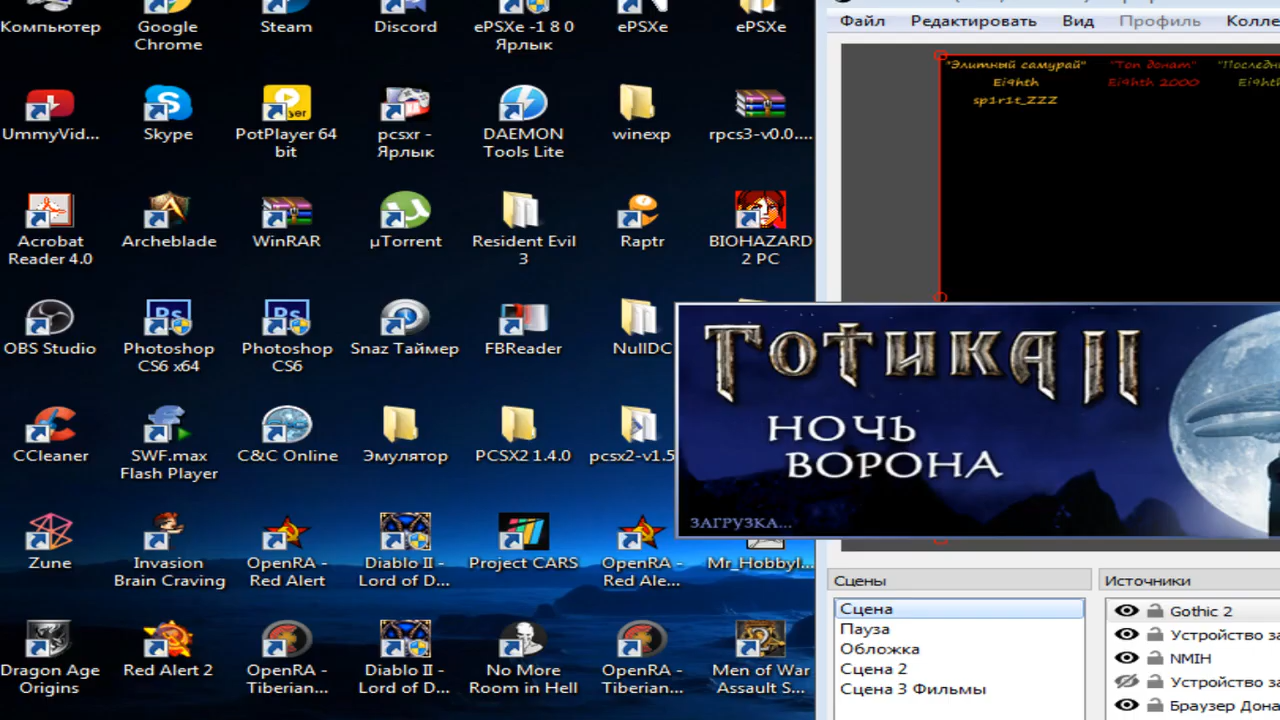 Компьютер
Google
Chrome
Steam
Discord
ePSXe -1 8 0
Ярлык
ePSXe
ePSXe
UmmyVid...
Skype
PotPlayer 64
bit
pcsxr -
Ярлык
DAEMON
Tools Lite
winexp
rpcs3-v0.0....
Acrobat
Reader 4.0
Archeblade
WinRAR
µTorrent
Resident Evil
3
Raptr
BIOHAZARD
2 PC
OBS Studio
Photoshop
CS6 x64
Photoshop
CS6
Snaz Таймер
FBReader
NullDC
CCleaner
SWF.max
Flash Player
C&C Online
Эмулятор
PCSX2 1.4.0
pcsx2-v1.5
Zune
Invasion
Brain Craving
OpenRA -
Red Alert
Diablo II -
Lord of D...
Project CARS
OpenRA -
Red Ale...
Mr_Hobbyl...
Dragon Age
Origins
Red Alert 2
OpenRA -
Tiberian...
Diablo II -
Lord of D...
No More
Room in Hell
OpenRA -
Tiberian...
Men of War
Assault S...
Файл Редактировать Вид Профиль Колле
"Элитный самурай" "Топ донат" "Последн
Ei9hth Ei9hth 2000 Ei9hth
sp1r1t_ZZZ
Готика II
НОЧЬ
ВОРОНА
ЗАГРУЗКА...
Сцены
Сцена
Пауза
Обложка
Сцена 2
Сцена 3 Фильмы
Источники
Gothic 2
Устройство за
NMIH
Устройство за
Браузер Дона